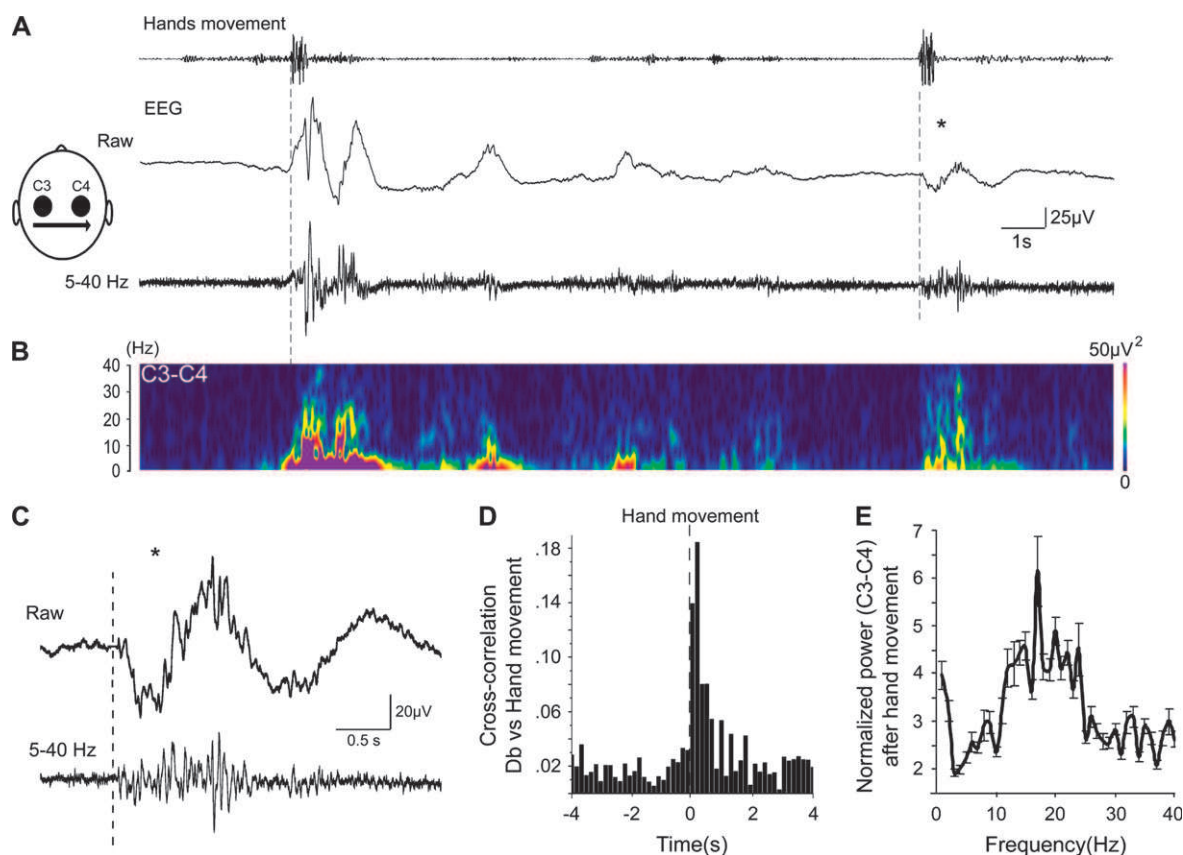 A
Hands movement
EEG
Raw
*
C3 C4
25µV
1s
5-40 Hz
B
(Hz)
50µV2
40
30
20
10
0
C3-C4
0
C
*
Raw
20µV
0.5 s
5-40 Hz
D
Hand movement
Cross-correlation
Db vs Hand movement
.18
.14
.10
.06
.02
-4 -2 0 2 4
Time(s)
E
Normalized power (C3-C4)
after hand movement
7
6
5
4
3
2
0 10 20 30 40
Frequency(Hz)